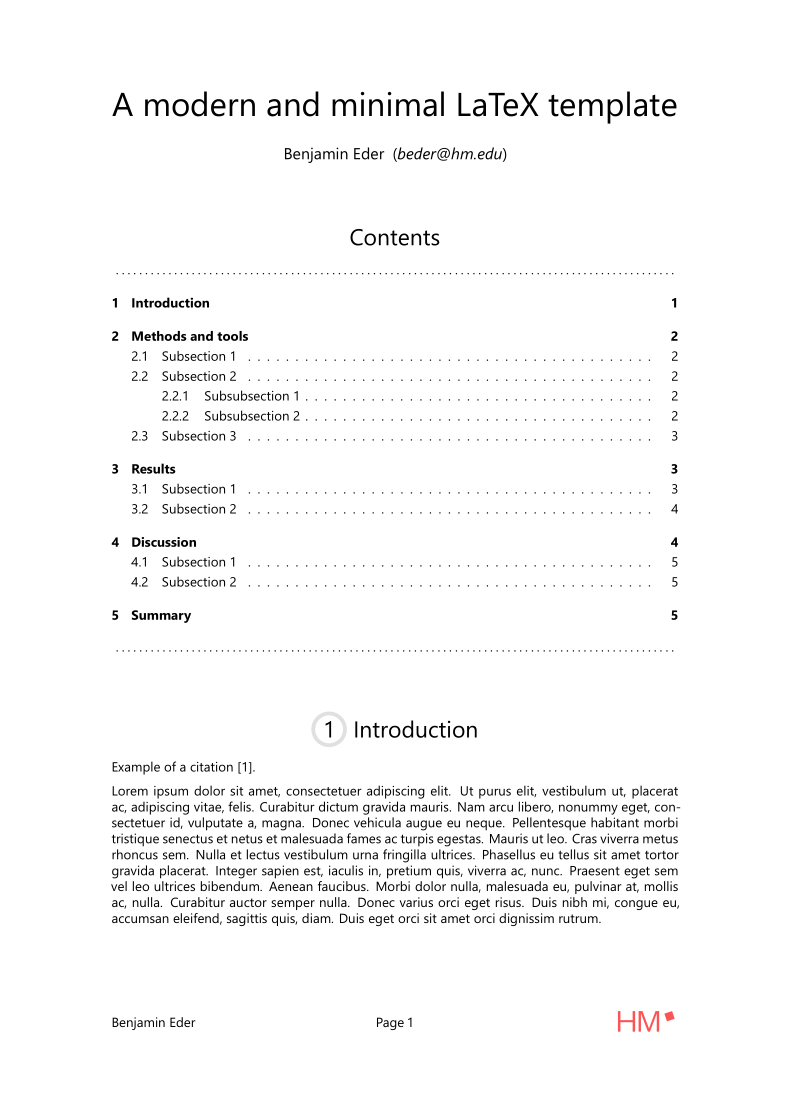 A modern and minimal LaTeX template
Benjamin Eder (beder@hm.edu)
Contents
1 Introduction 1
2 Methods and tools 2
2.1 Subsection 1 . . . . . . . . . . . . . . . . . . . . . . . . . . . . . . . . . . . . . . . . . . . 2
2.2 Subsection 2 . . . . . . . . . . . . . . . . . . . . . . . . . . . . . . . . . . . . . . . . . . . 2
2.2.1 Subsubsection 1 . . . . . . . . . . . . . . . . . . . . . . . . . . . . . . . . . . . . . 2
2.2.2 Subsubsection 2 . . . . . . . . . . . . . . . . . . . . . . . . . . . . . . . . . . . . . 2
2.3 Subsection 3 . . . . . . . . . . . . . . . . . . . . . . . . . . . . . . . . . . . . . . . . . . . 3
3 Results 3
3.1 Subsection 1 . . . . . . . . . . . . . . . . . . . . . . . . . . . . . . . . . . . . . . . . . . . 3
3.2 Subsection 2 . . . . . . . . . . . . . . . . . . . . . . . . . . . . . . . . . . . . . . . . . . . 4
4 Discussion 4
4.1 Subsection 1 . . . . . . . . . . . . . . . . . . . . . . . . . . . . . . . . . . . . . . . . . . . 5
4.2 Subsection 2 . . . . . . . . . . . . . . . . . . . . . . . . . . . . . . . . . . . . . . . . . . . 5
5 Summary 5
1 Introduction
Example of a citation [1].
Lorem ipsum dolor sit amet, consectetuer adipiscing elit. Ut purus elit, vestibulum ut, placerat
ac, adipiscing vitae, felis. Curabitur dictum gravida mauris. Nam arcu libero, nonummy eget, con-
sectetuer id, vulputate a, magna. Donec vehicula augue eu neque. Pellentesque habitant morbi
tristique senectus et netus et malesuada fames ac turpis egestas. Mauris ut leo. Cras viverra metus
rhoncus sem. Nulla et lectus vestibulum urna fringilla ultrices. Phasellus eu tellus sit amet tortor
gravida placerat. Integer sapien est, iaculis in, pretium quis, viverra ac, nunc. Praesent eget sem
vel leo ultrices bibendum. Aenean faucibus. Morbi dolor nulla, malesuada eu, pulvinar at, mollis
ac, nulla. Curabitur auctor semper nulla. Donec varius orci eget risus. Duis nibh mi, congue eu,
accumsan eleifend, sagittis quis, diam. Duis eget orci sit amet orci dignissim rutrum.
Benjamin Eder Page 1 HM